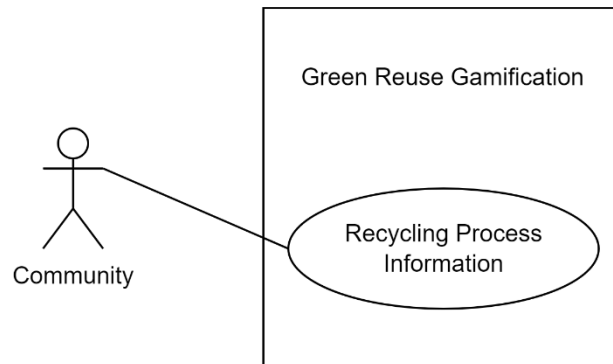 Green Reuse Gamification
Recycling Process
Information
Community